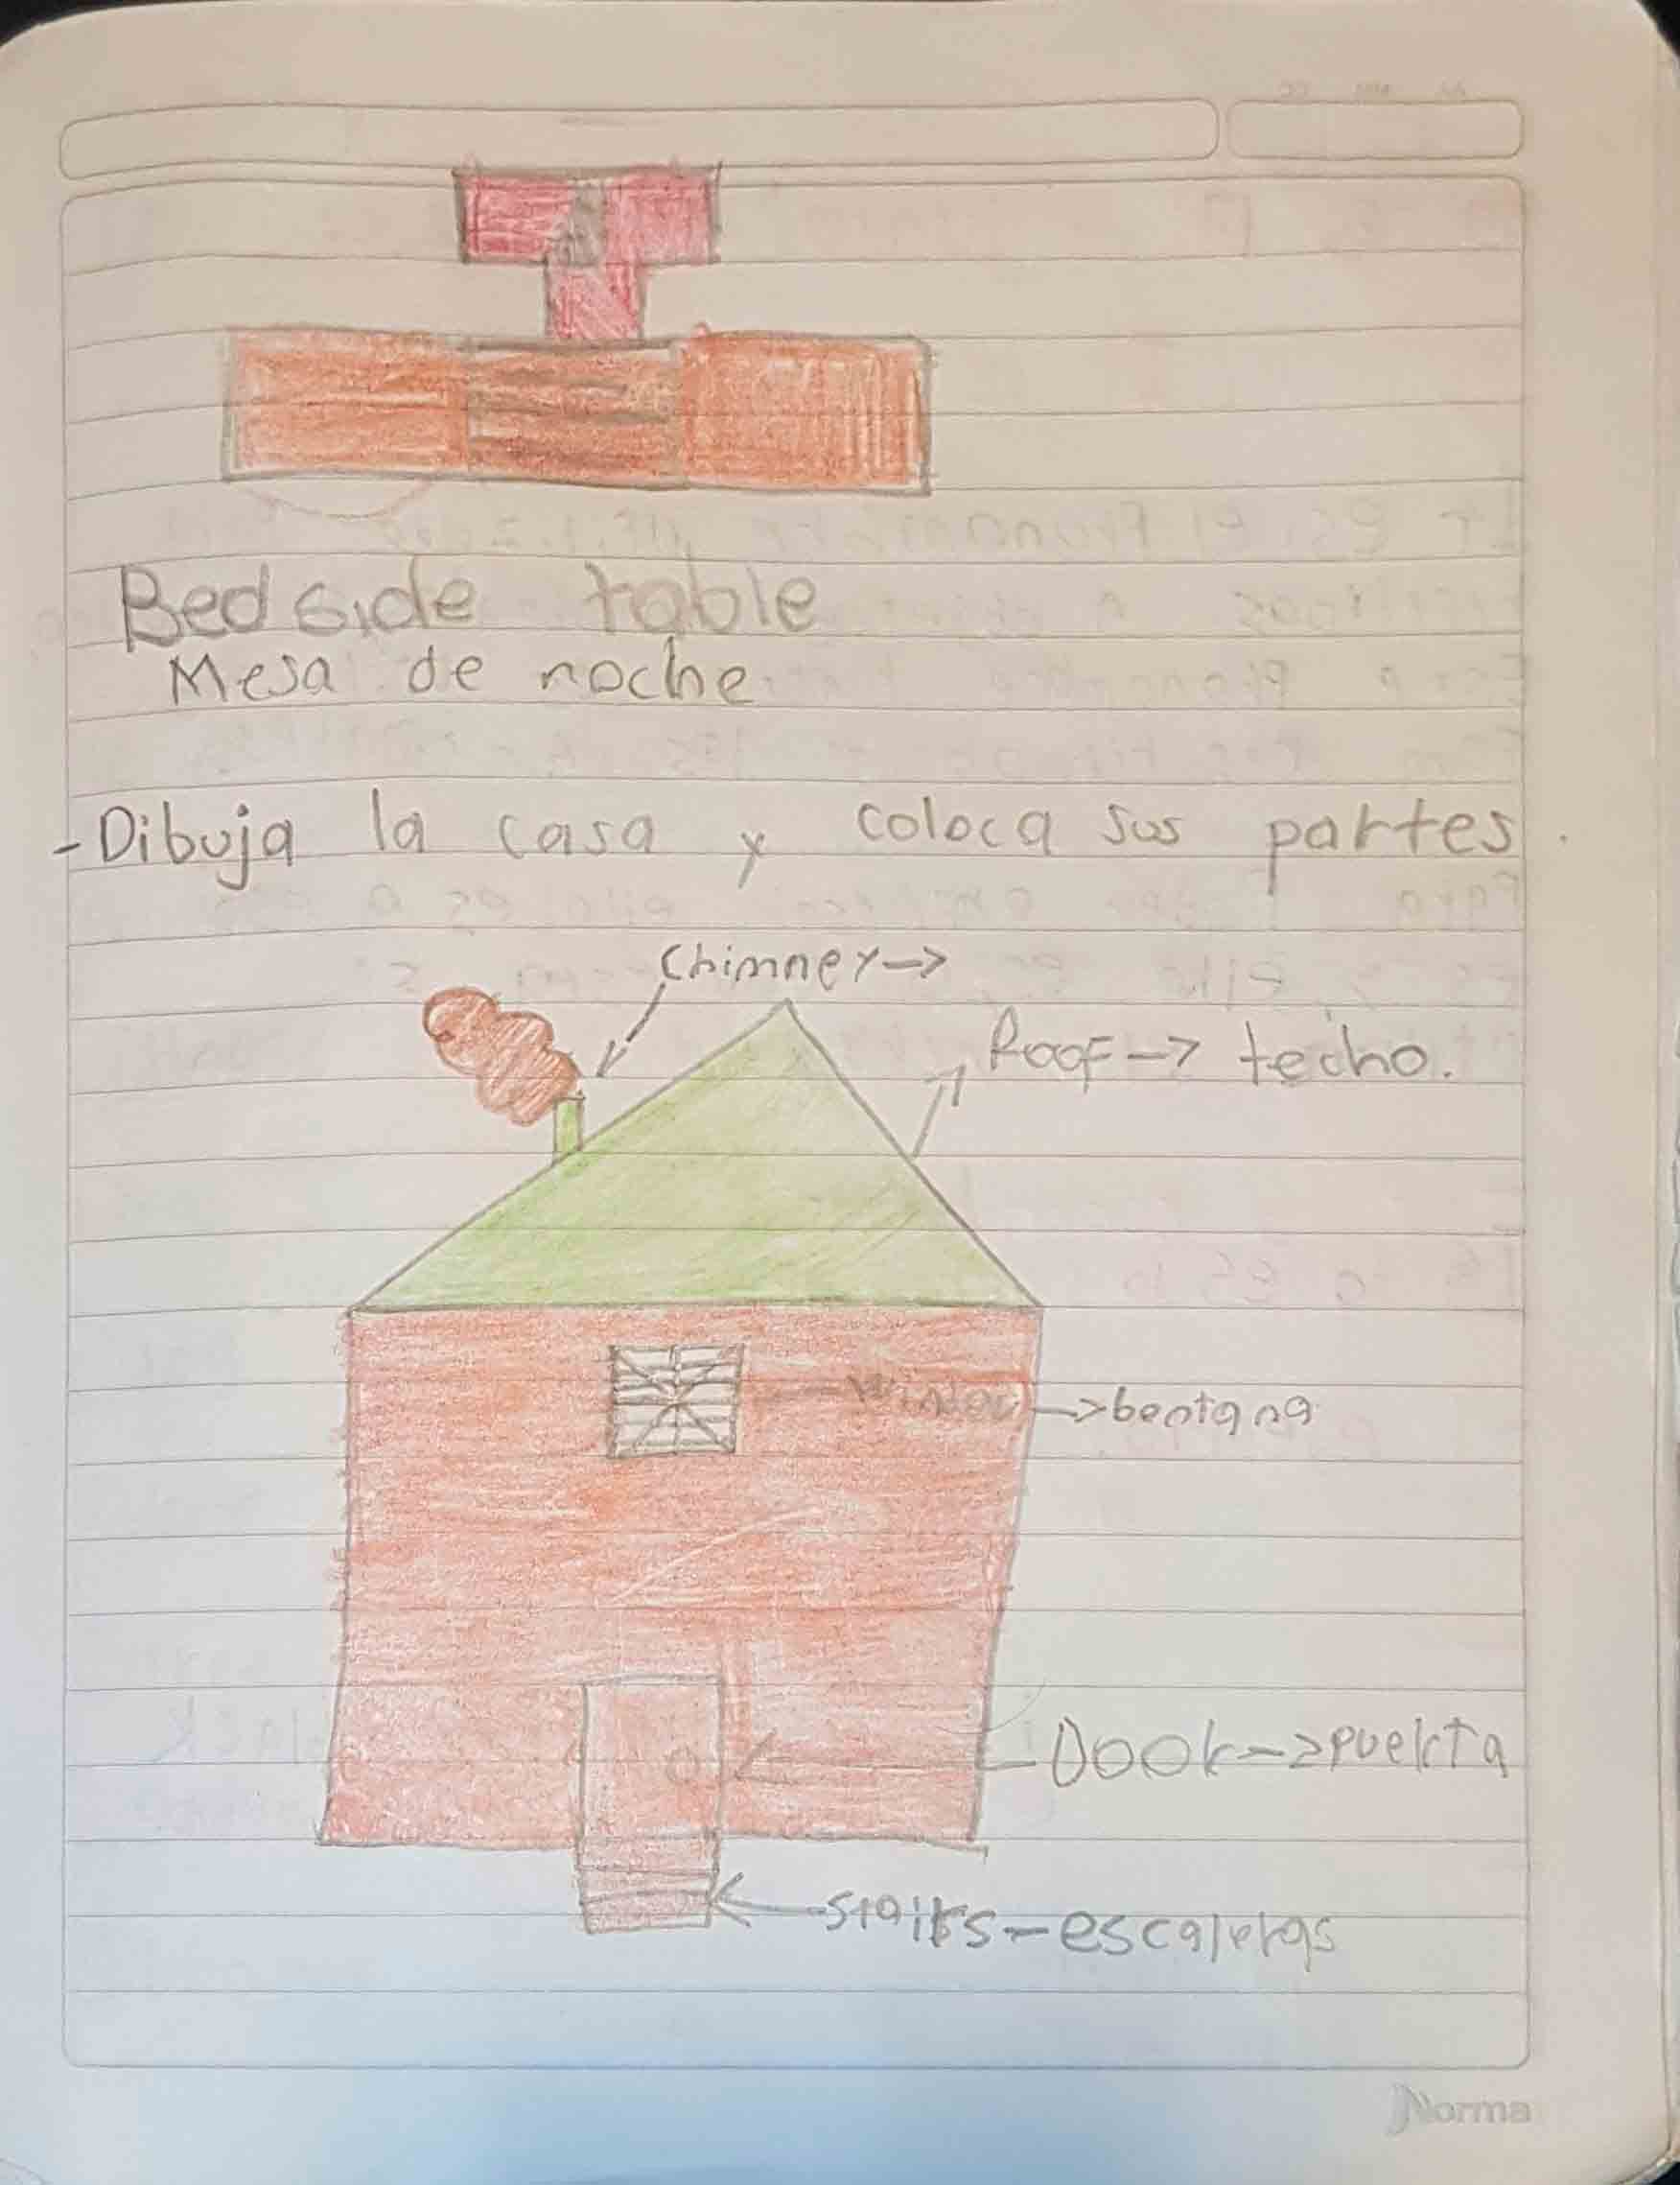 Bedside table
Mesa de noche
- Dibuja la casa y coloca sus partes.
Chimney ->
Roof -> techo.
-> bentana
Door -> puerta
stairs - escaleras
Norma